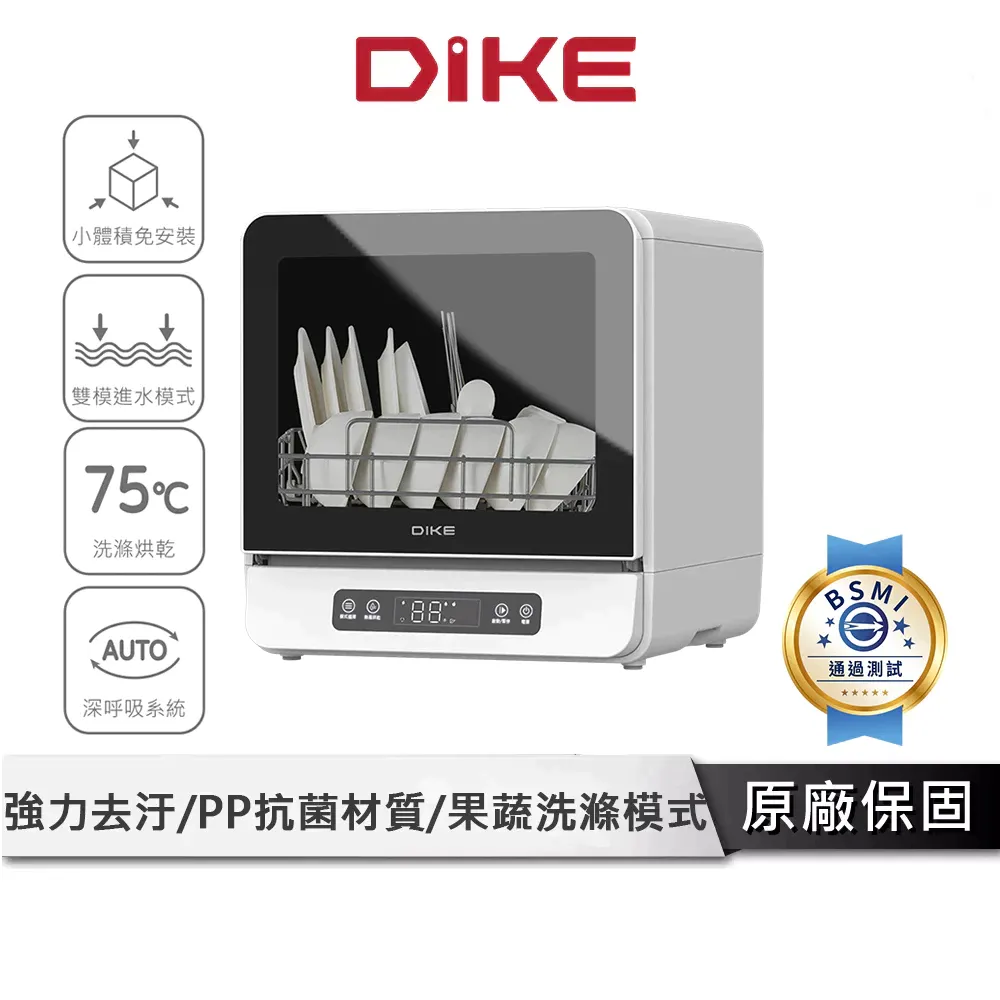 DiKE
小體積免安裝
雙模進水模式
75°C
洗滌烘乾
AUTO
深呼吸系統
DIKE
88
BSMI
通過測試
強力去汙/PP抗菌材質/果蔬洗滌模式
原廠保固